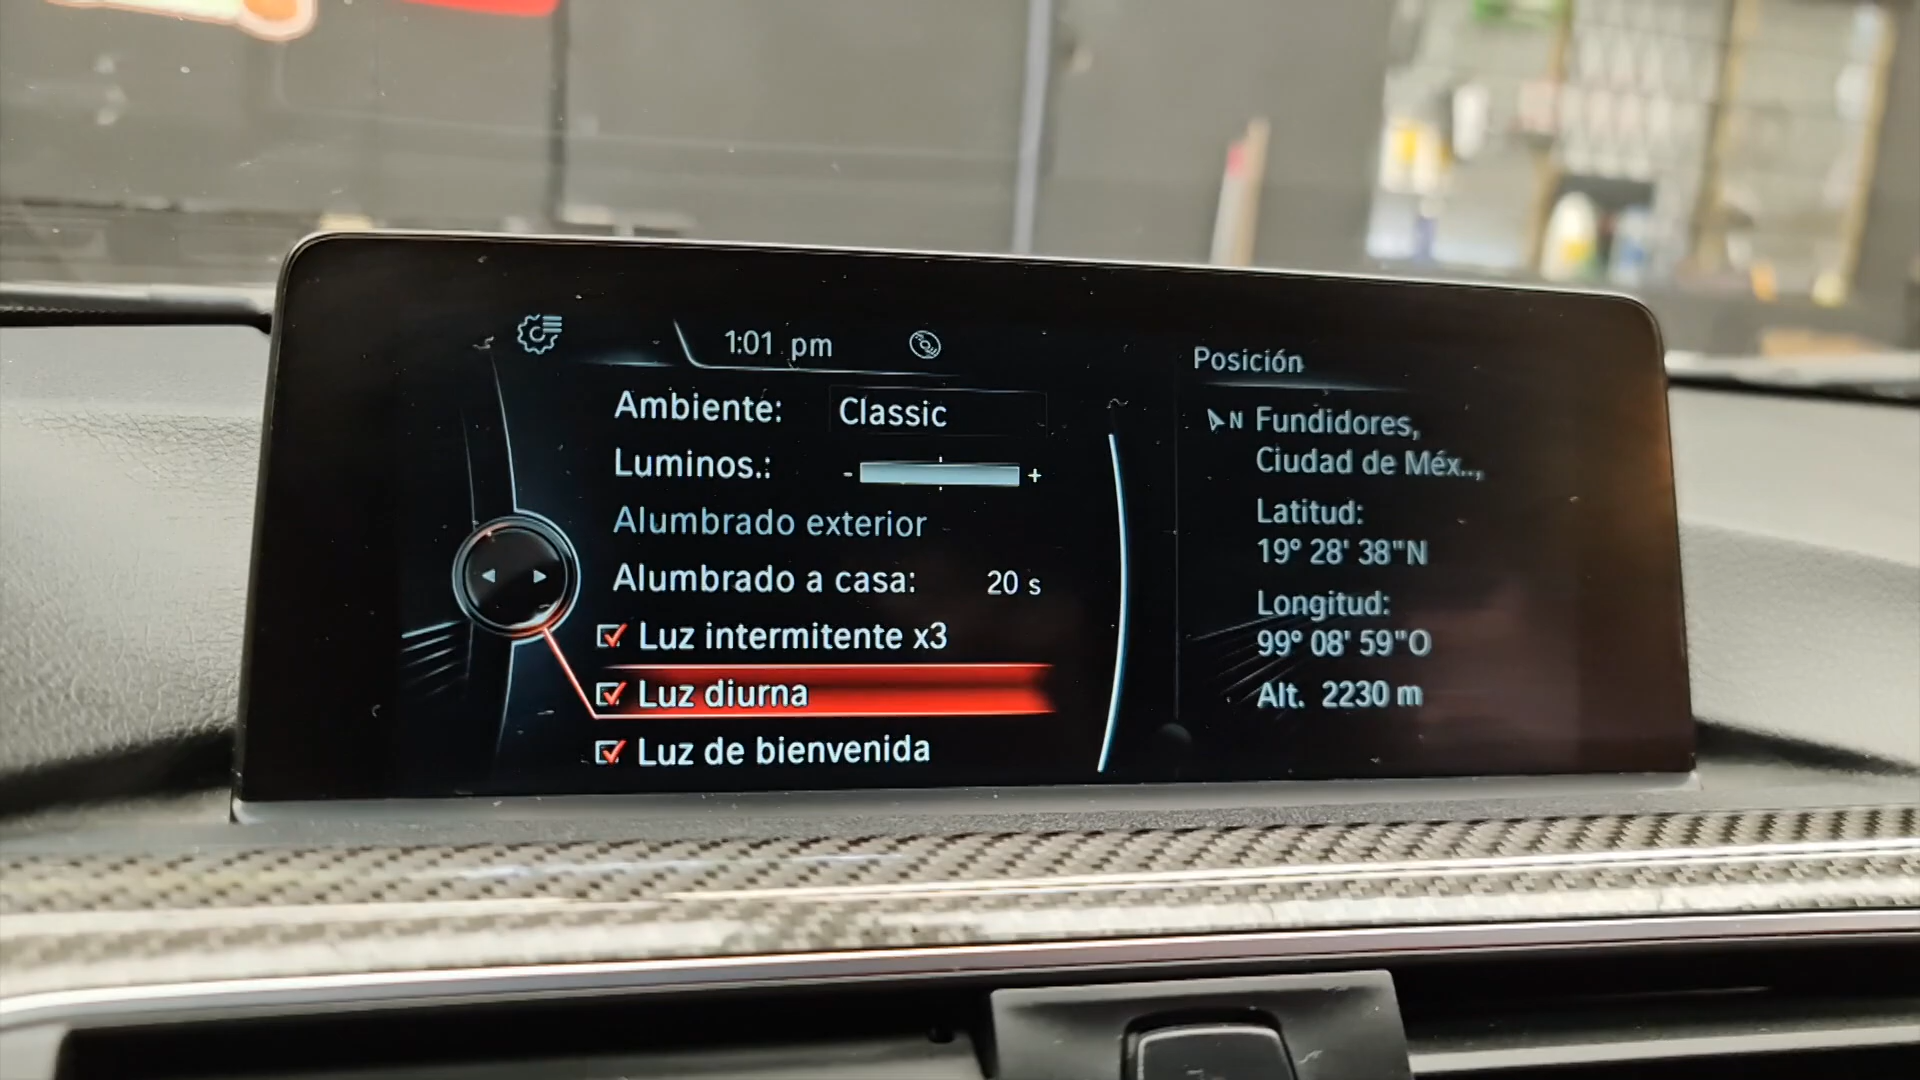 1:01 pm
Ambiente: Classic
Luminos.: - +
Alumbrado exterior
Alumbrado a casa: 20 s
Luz intermitente x3
Luz diurna
Luz de bienvenida
Posición
N Fundidores,
Ciudad de Méx..,
Latitud:
19° 28' 38"N
Longitud:
99° 08' 59"O
Alt. 2230 m